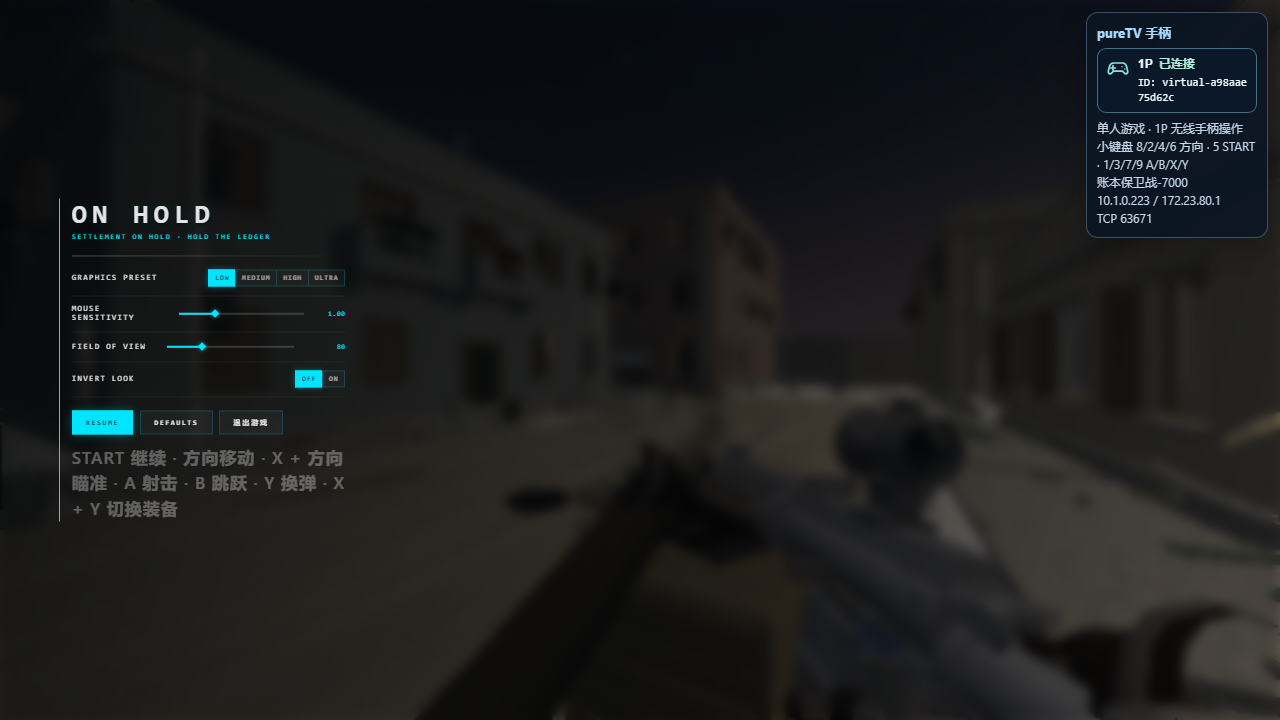 ON HOLD
SETTLEMENT ON HOLD · HOLD THE LEDGER
GRAPHICS PRESET LOW MEDIUM HIGH ULTRA
MOUSE
SENSITIVITY 1.00
FIELD OF VIEW 80
INVERT LOOK OFF ON
RESUME DEFAULTS 退出游戏
START 继续 · 方向移动 · X + 方向
瞄准 · A 射击 · B 跳跃 · Y 换弹 · X
+ Y 切换装备
pureTV 手柄
1P 已连接
ID: virtual-a98aae
75d62c
单人游戏 · 1P 无线手柄操作
小键盘 8/2/4/6 方向 · 5 START
· 1/3/7/9 A/B/X/Y
账本保卫战-7000
10.1.0.223 / 172.23.80.1
TCP 63671